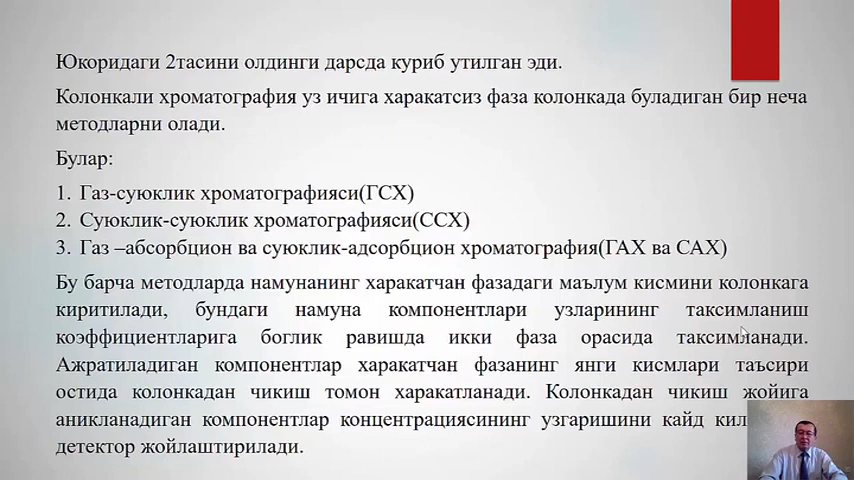 Юкоридаги 2тасини олдинги дарсда куриб утилган эди.
Колонкали хроматография уз ичига харакатсиз фаза колонкада буладиган бир неча
методларни олади.
Булар:
1. Газ-суюклик хроматографияси(ГСХ)
2. Суюклик-суюклик хроматографияси(ССХ)
3. Газ –абсорбцион ва суюклик-адсорбцион хроматография(ГАХ ва САХ)
Бу барча методларда намунанинг харакатчан фазадаги маълум кисмини колонкага
киритилади, бундаги намуна компонентлари узларининг таксимланиш
коэффициентларига боглик равишда икки фаза орасида таксимланади.
Ажратиладиган компонентлар харакатчан фазанинг янги кисмлари таъсири
остида колонкадан чикиш томон харакатланади. Колонкадан чикиш жойига
аникланадиган компонентлар концентрациясининг узгаришини кайд кил
детектор жойлаштирилади.